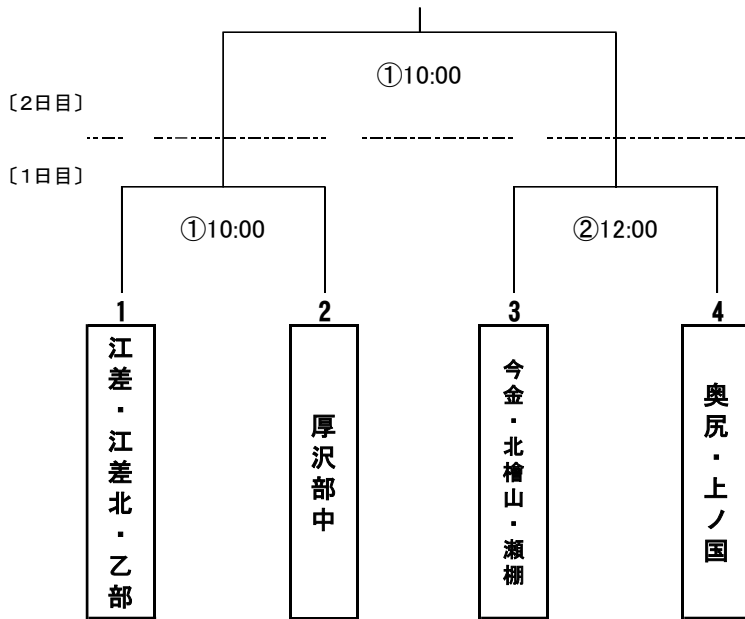 ①10:00
〔2日目〕
〔1日目〕
①10:00
②12:00
1
2
3
4
江差・江差北・乙部
厚沢部中
今金・北檜山・瀬棚
奥尻・上ノ国